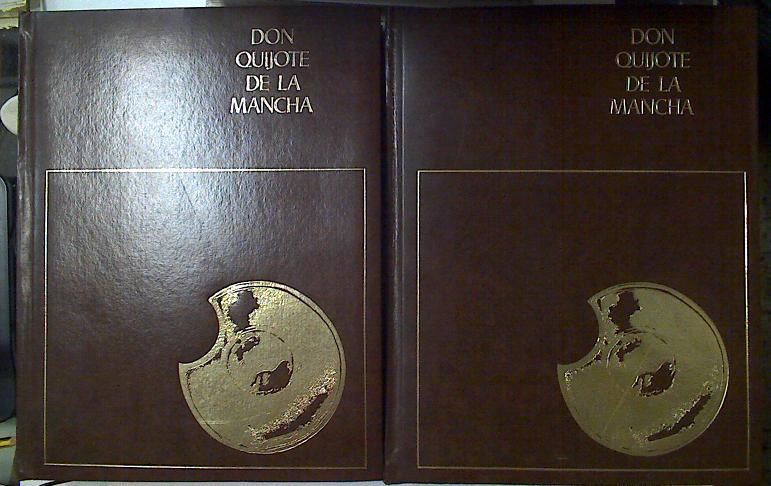 DON
QUIJOTE
DE LA
MANCHA
DON
QUIJOTE
DE LA
MANCHA